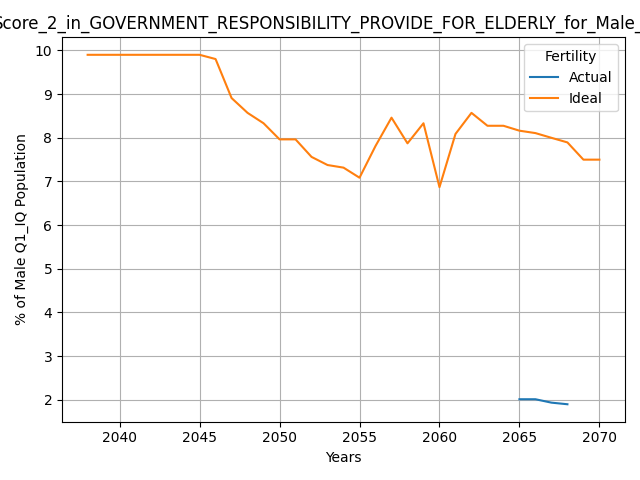 Score_2_in_GOVERNMENT_RESPONSIBILITY_PROVIDE_FOR_ELDERLY_for_Male_
Fertility
Actual
Ideal
10
9
8
7
6
5
4
3
2
% of Male Q1_IQ Population
2040 2045 2050 2055 2060 2065 2070
Years